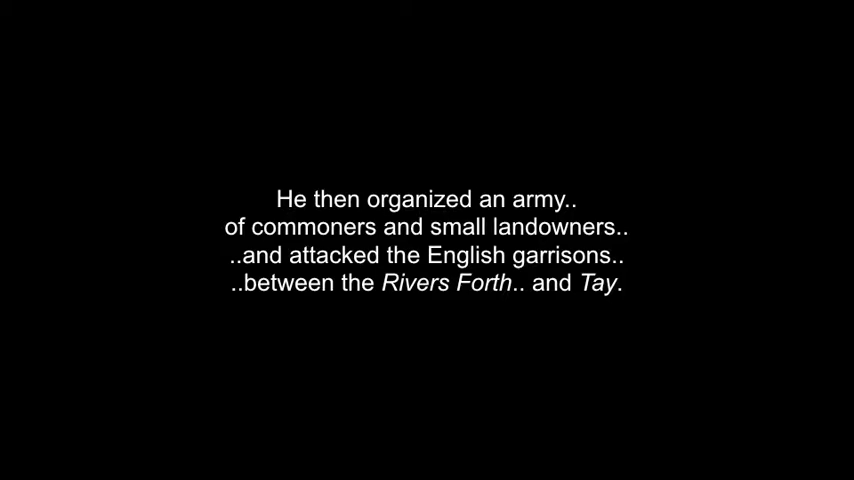 He then organized an army..
of commoners and small landowners..
..and attacked the English garrisons..
..between the Rivers Forth.. and Tay.